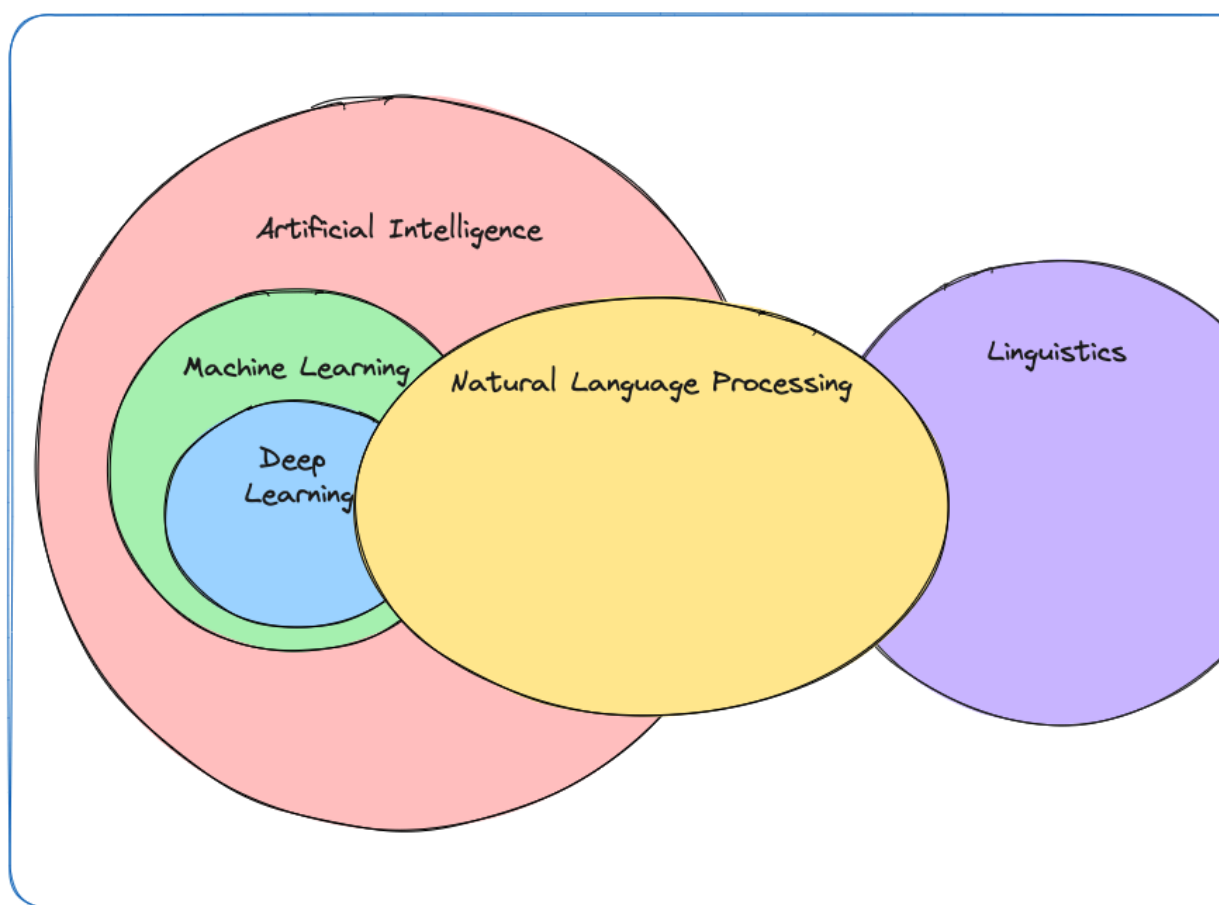 Artificial Intelligence
Machine Learning
Natural Language Processing
Linguistics
Deep
Learning